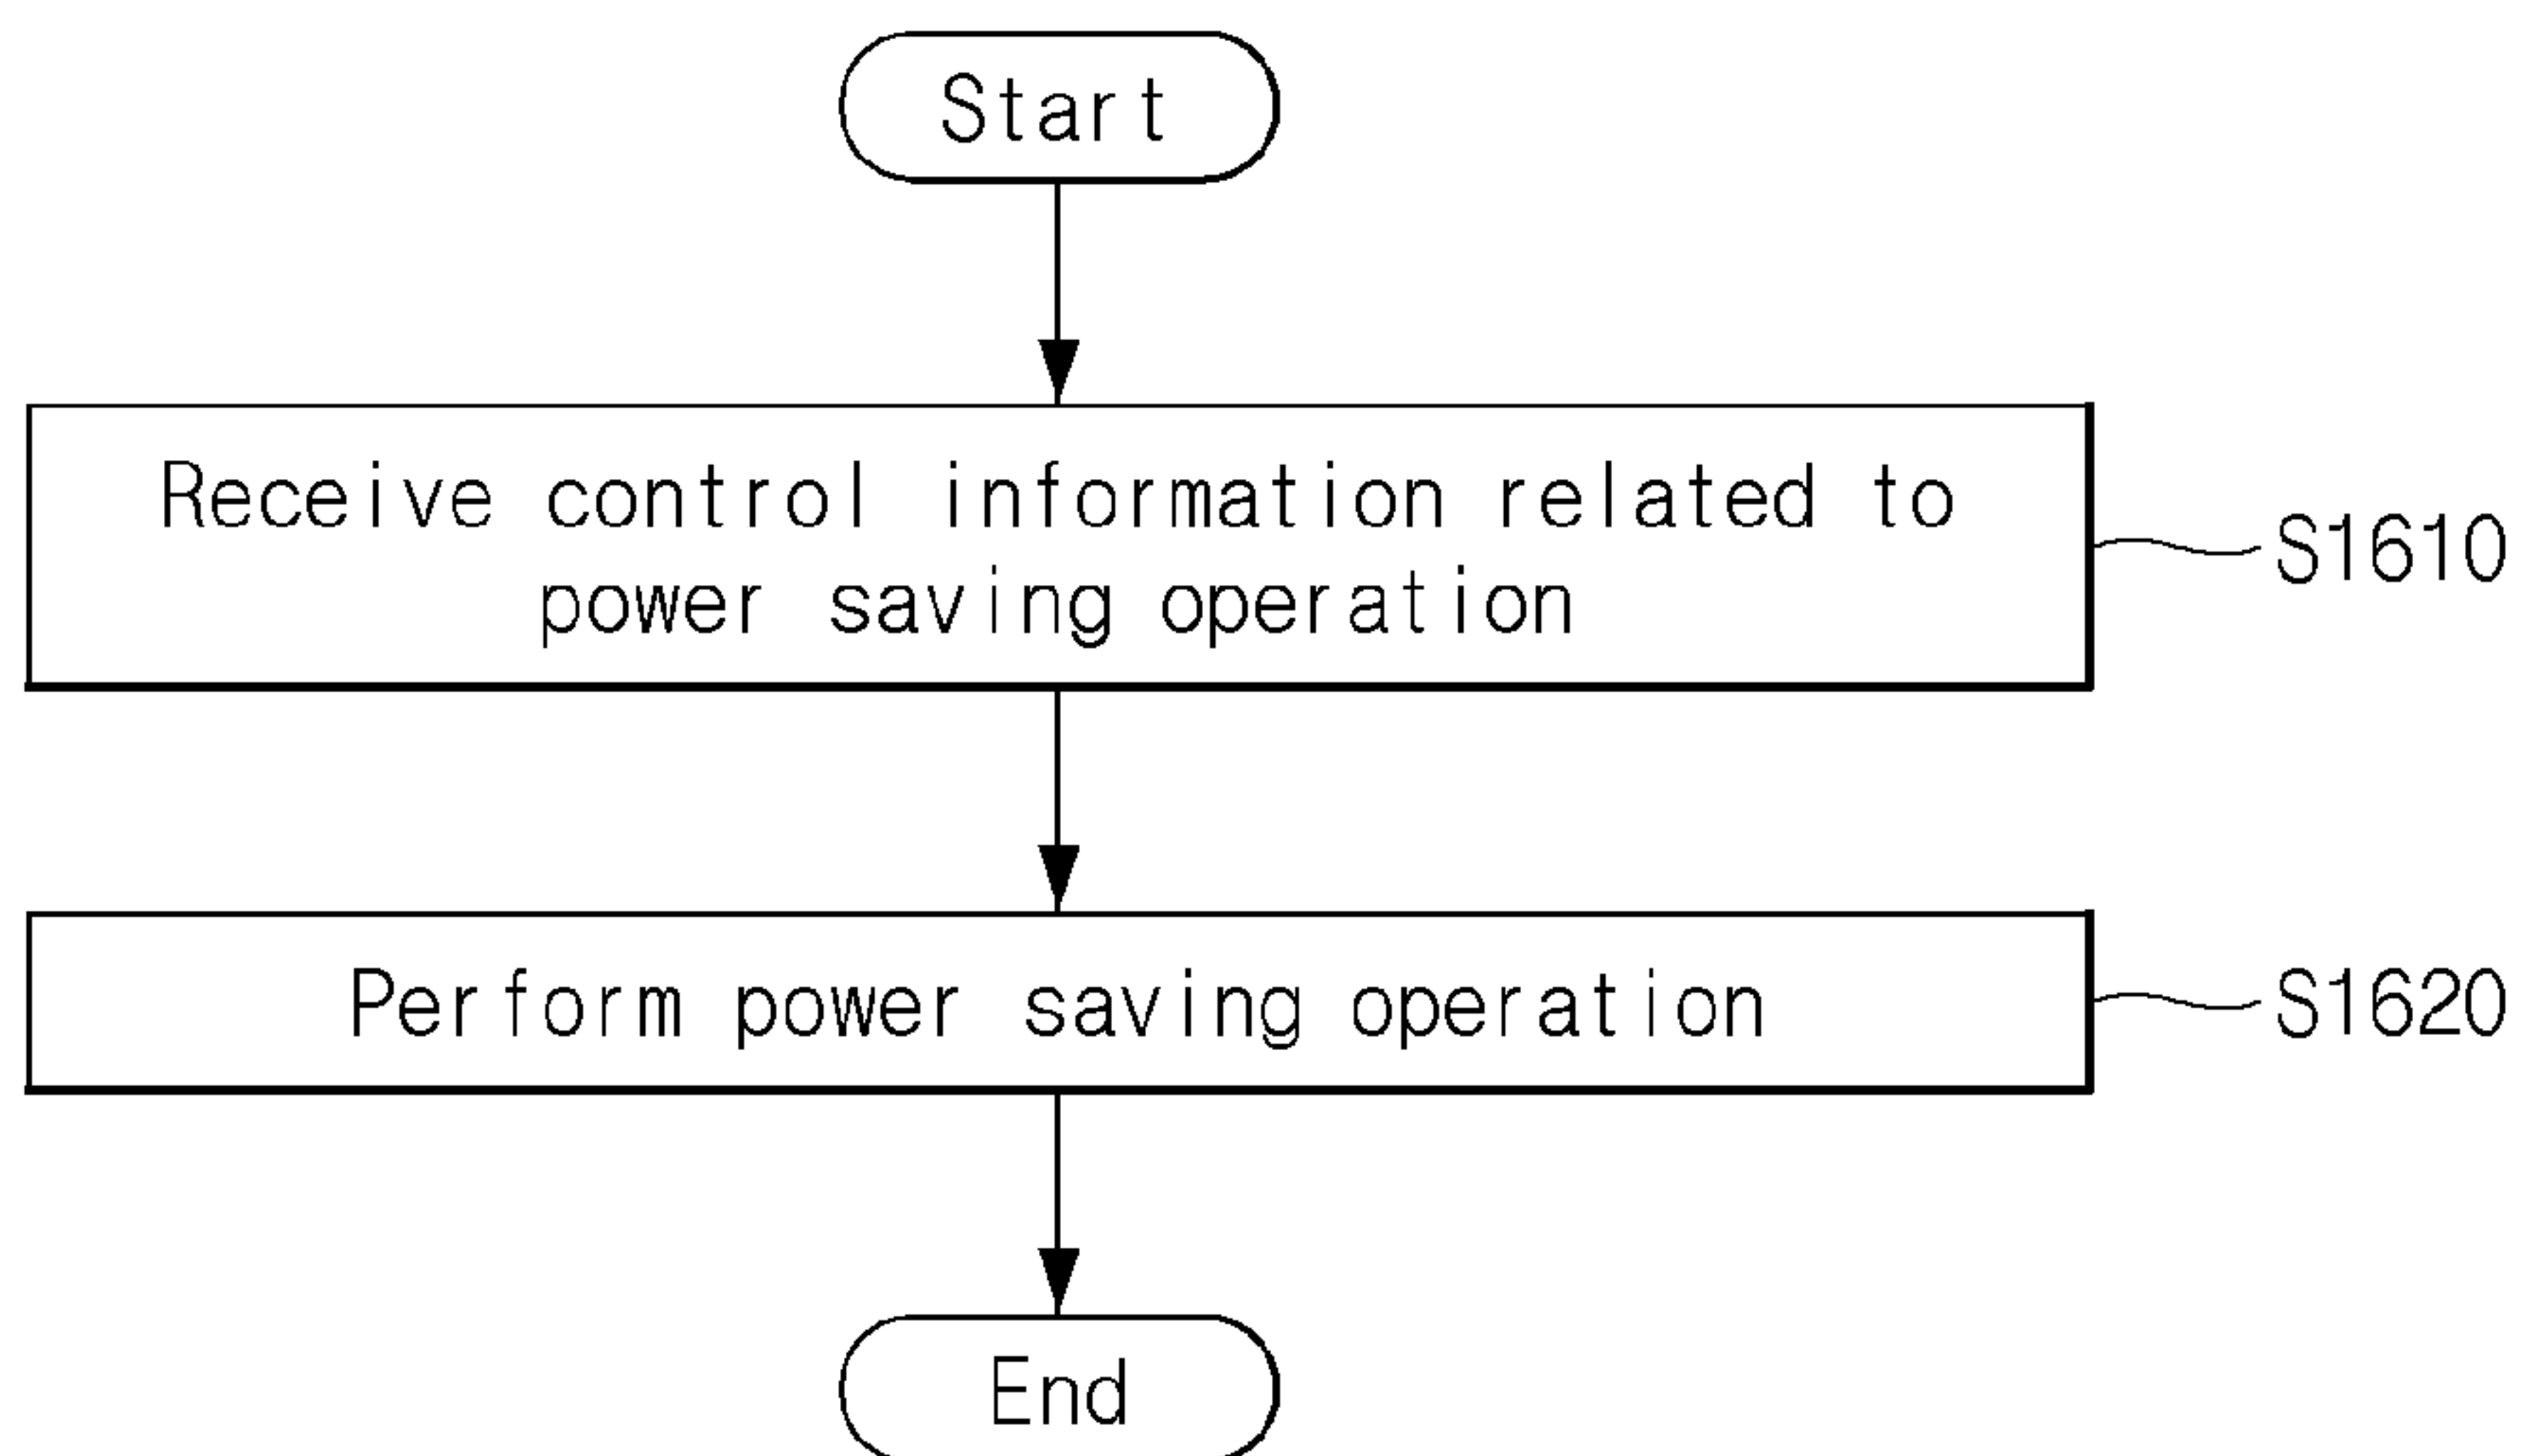 Start
Receive control information related to
power saving operation
S1610
Perform power saving operation
S1620
End